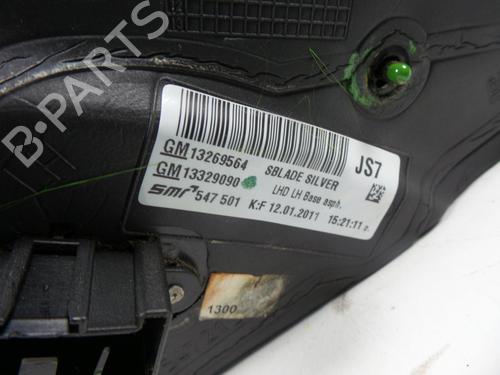 B-PARTS
GM 13269564 SBLADE SILVER JS7
GM 13329090 LHD LH Base asph.
smr 547 501 K:F 12.01.2011 15:21:11
1300